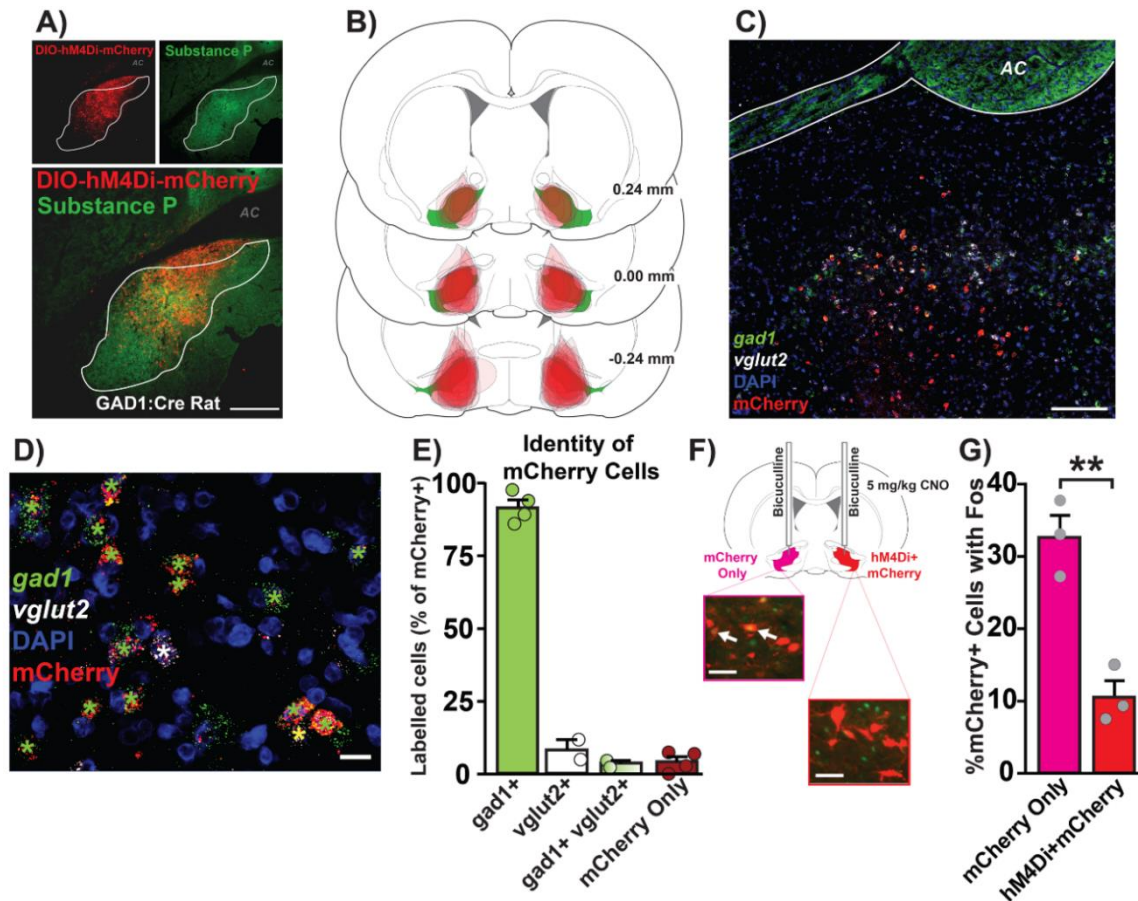 A)
DIO-hM4Di-mCherry
AC
Substance P
AC
DIO-hM4Di-mCherry
Substance P
AC
GAD1:Cre Rat
B)
0.24 mm
0.00 mm
-0.24 mm
C)
AC
gad1
vglut2
DAPI
mCherry
D)
gad1
vglut2
DAPI
mCherry
E)
Identity of
mCherry Cells
Labelled cells (% of mCherry+)
100
75
50
25
0
gad1+
vglut2+
gad1+ vglut2+
mCherry Only
F)
Bicuculline
Bicuculline
5 mg/kg CNO
mCherry
Only
hM4Di+
mCherry
G)
%mCherry+ Cells with Fos
40
30
20
10
0
**
mCherry Only
hM4Di+mCherry